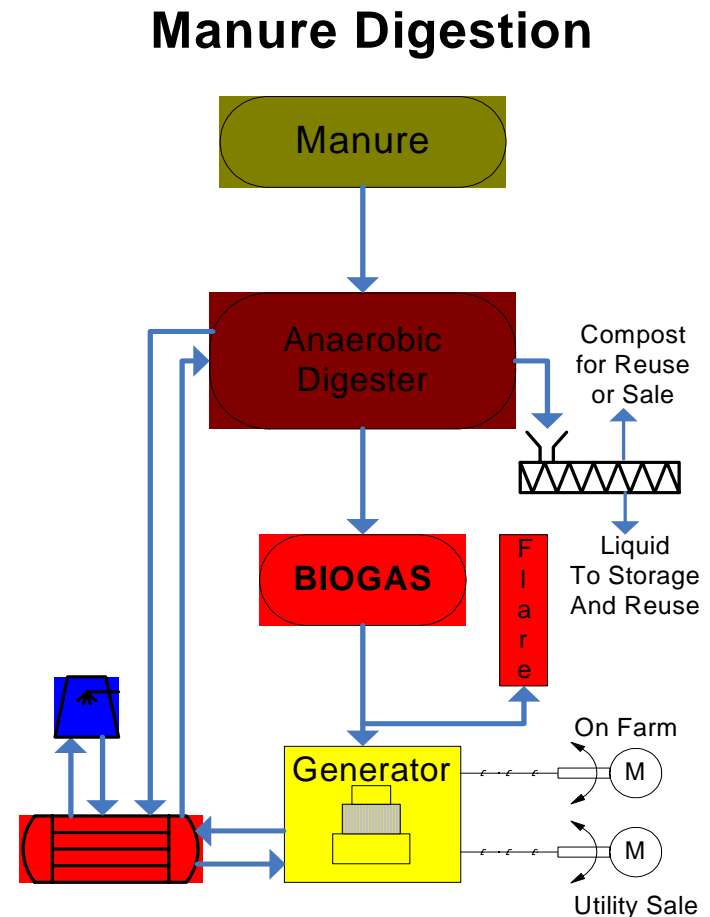 Manure Digestion
Manure
Anaerobic
Digester
Compost
for Reuse
or Sale
BIOGAS
F
l
a
r
e
Liquid
To Storage
And Reuse
On Farm
Generator
M
M
Utility Sale